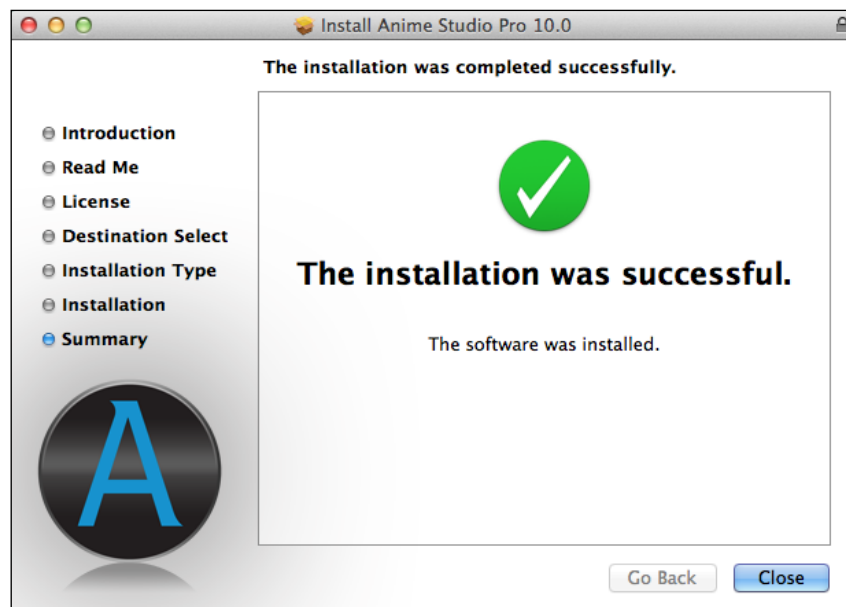 Install Anime Studio Pro 10.0
The installation was completed successfully.
Introduction
Read Me
License
Destination Select
Installation Type
Installation
Summary
The installation was successful.
The software was installed.
A
Go Back
Close